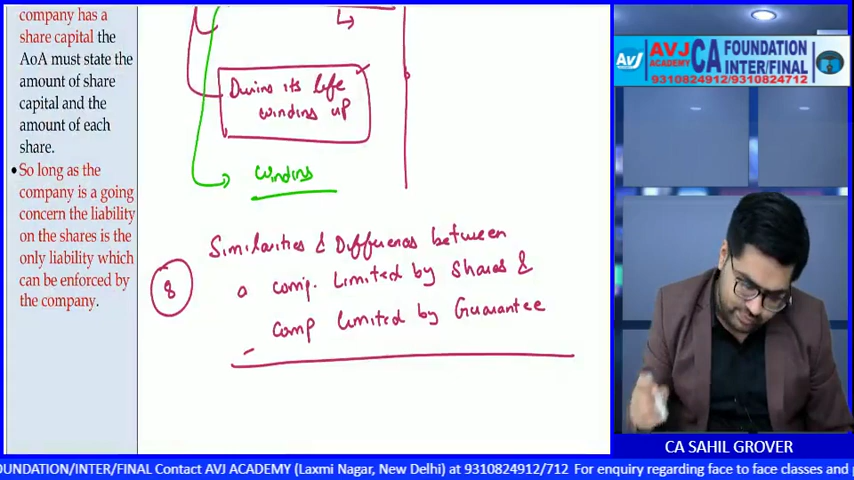 company has a
share capital the
AoA must state the
amount of share
capital and the
amount of each
share.
•So long as the
company is a going
concern the liability
on the shares is the
only liability which
can be enforced by
the company.
During its life
winding up
winding
8
Similarities & Differences between
a comp. Limited by Shares &
comp limited by Guarantee
AVJ
AVJ
ACADEMY
CA
FOUNDATION
INTER/FINAL
9310824912/9310824712
CA SAHIL GROVER
OUNDATION/INTER/FINAL Contact AVJ ACADEMY (Laxmi Nagar, New Delhi) at 9310824912/712 For enquiry regarding face to face classes and p